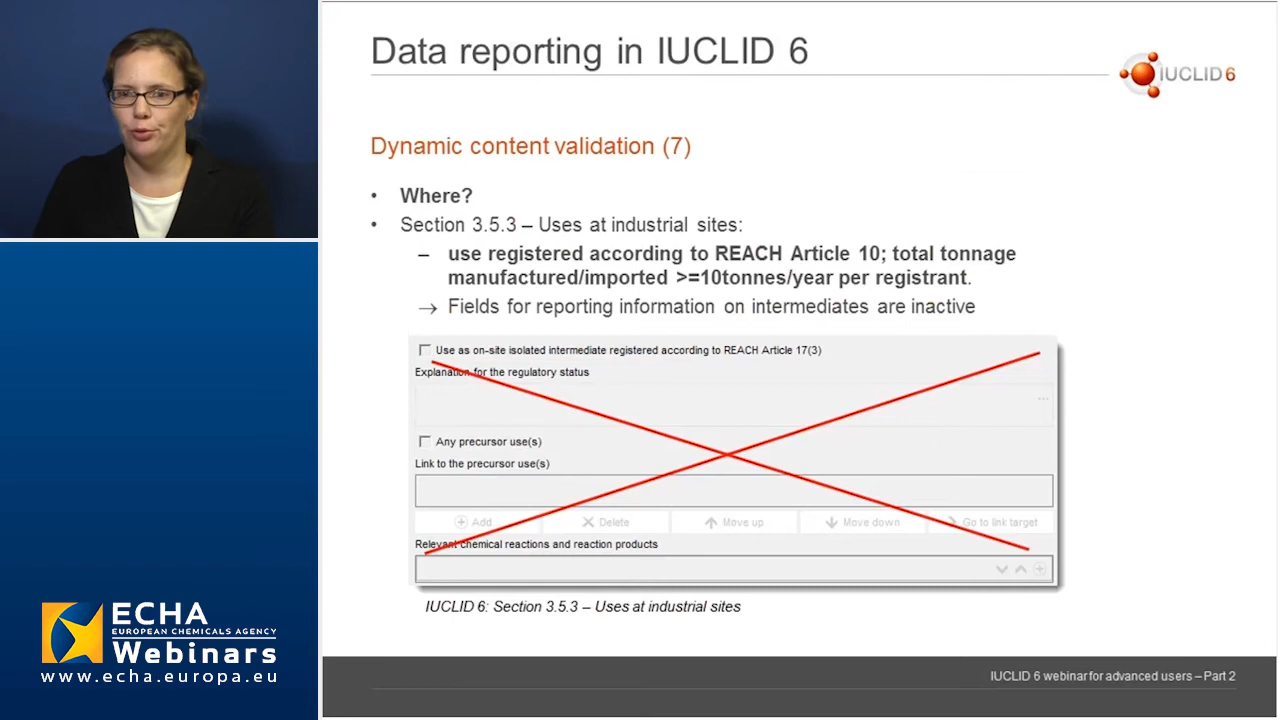 Data reporting in IUCLID 6
IUCLID 6
Dynamic content validation (7)
• Where?
• Section 3.5.3 – Uses at industrial sites:
– use registered according to REACH Article 10; total tonnage
manufactured/imported >=10tonnes/year per registrant.
→ Fields for reporting information on intermediates are inactive
Use as on-site isolated intermediate registered according to REACH Article 17(3)
Explanation for the regulatory status
...
Any precursor use(s)
Link to the precursor use(s)
Add Delete Move up Move down Go to link target
Relevant chemical reactions and reaction products
IUCLID 6: Section 3.5.3 – Uses at industrial sites
ECHA
EUROPEAN CHEMICALS AGENCY
Webinars
www.echa.europa.eu
IUCLID 6 webinar for advanced users – Part 2